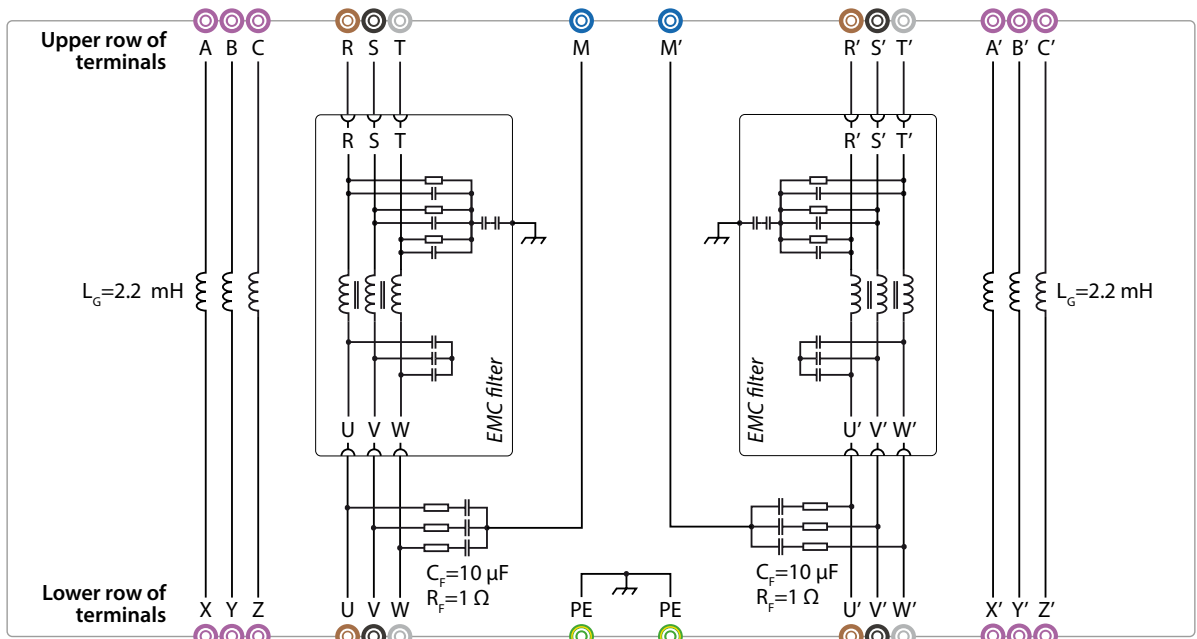 Upper row of
terminals
A B C R S T M M′ R′ S′ T′ A′ B′ C′
R S T R′ S′ T′
L_G=2.2 mH
L_G=2.2 mH
EMC filter
EMC filter
U V W U′ V′ W′
C_F=10 µF
R_F=1 Ω
C_F=10 µF
R_F=1 Ω
Lower row of
terminals
X Y Z U V W PE PE U′ V′ W′ X′ Y′ Z′